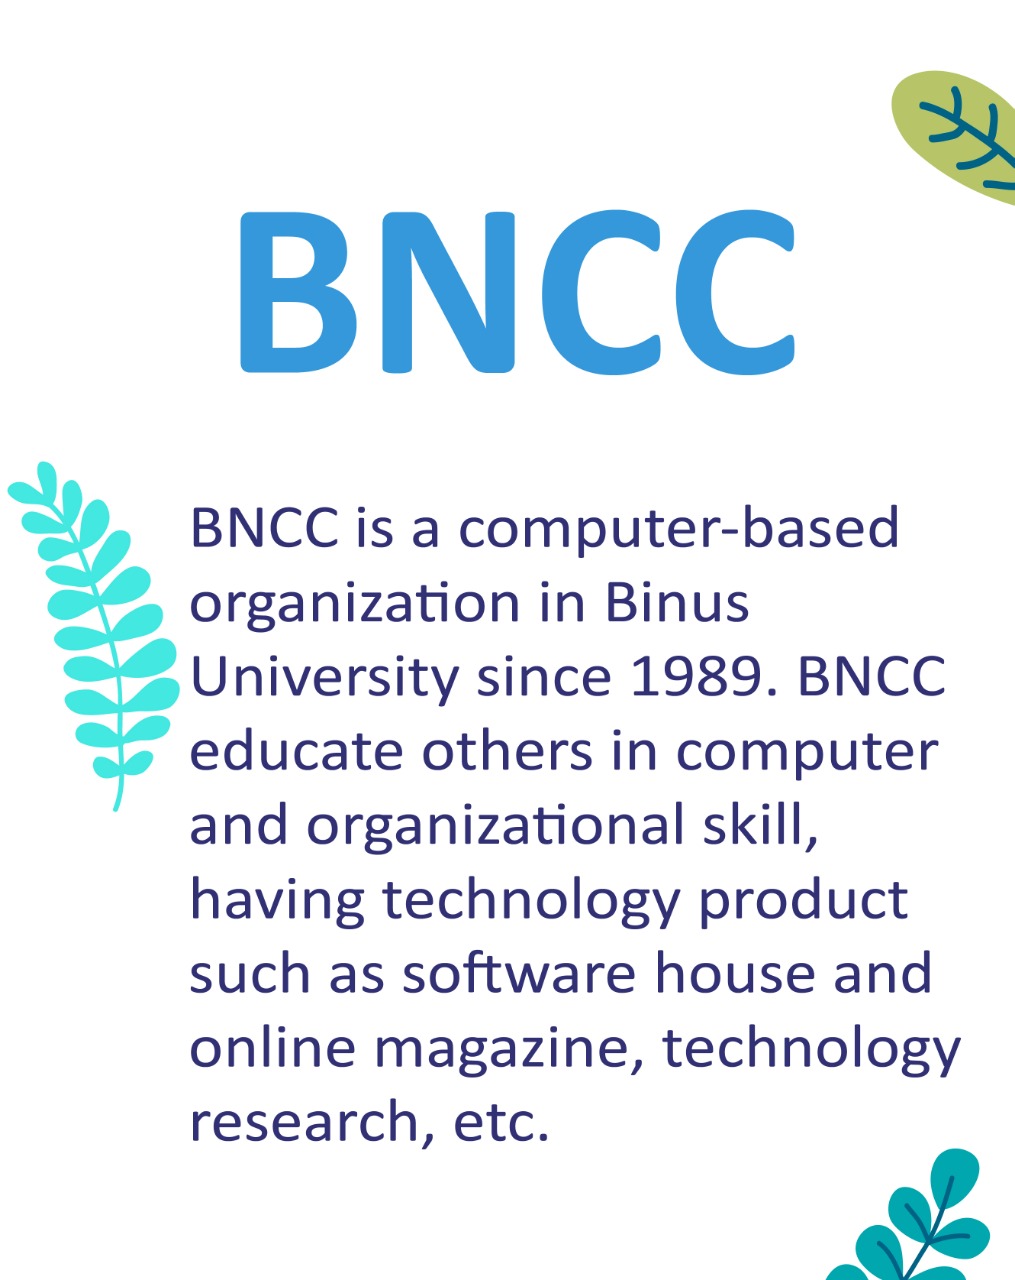 BNCC
BNCC is a computer-based
organization in Binus
University since 1989. BNCC
educate others in computer
and organizational skill,
having technology product
such as software house and
online magazine, technology
research, etc.